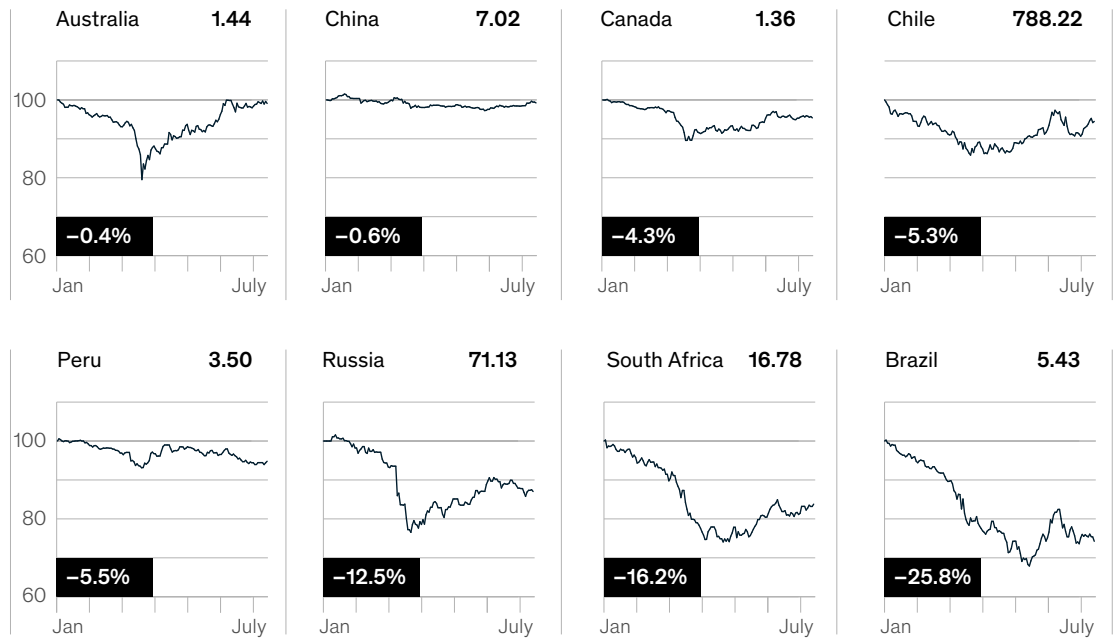 Australia 1.44 China 7.02 Canada 1.36 Chile 788.22
100
80
–0.4% –0.6% –4.3% –5.3%
60
Jan July Jan July Jan July Jan July
Peru 3.50 Russia 71.13 South Africa 16.78 Brazil 5.43
100
80
–5.5% –12.5% –16.2% –25.8%
60
Jan July Jan July Jan July Jan July